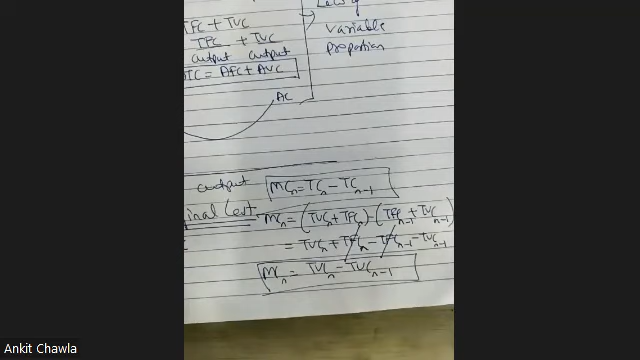 TFC + TVC
TFC + TVC
output output
ATC = AFC + AVC
Law of
variable
proportion
AC
output
MCn = TCn - TCn-1
ginal Cost
MCn = (TVCn + TFCn) - (TFCn-1 + TVCn-1)
= TVCn + TFCn - TFCn-1 - TVCn-1
MCn = TVCn - TVCn-1
Ankit Chawla